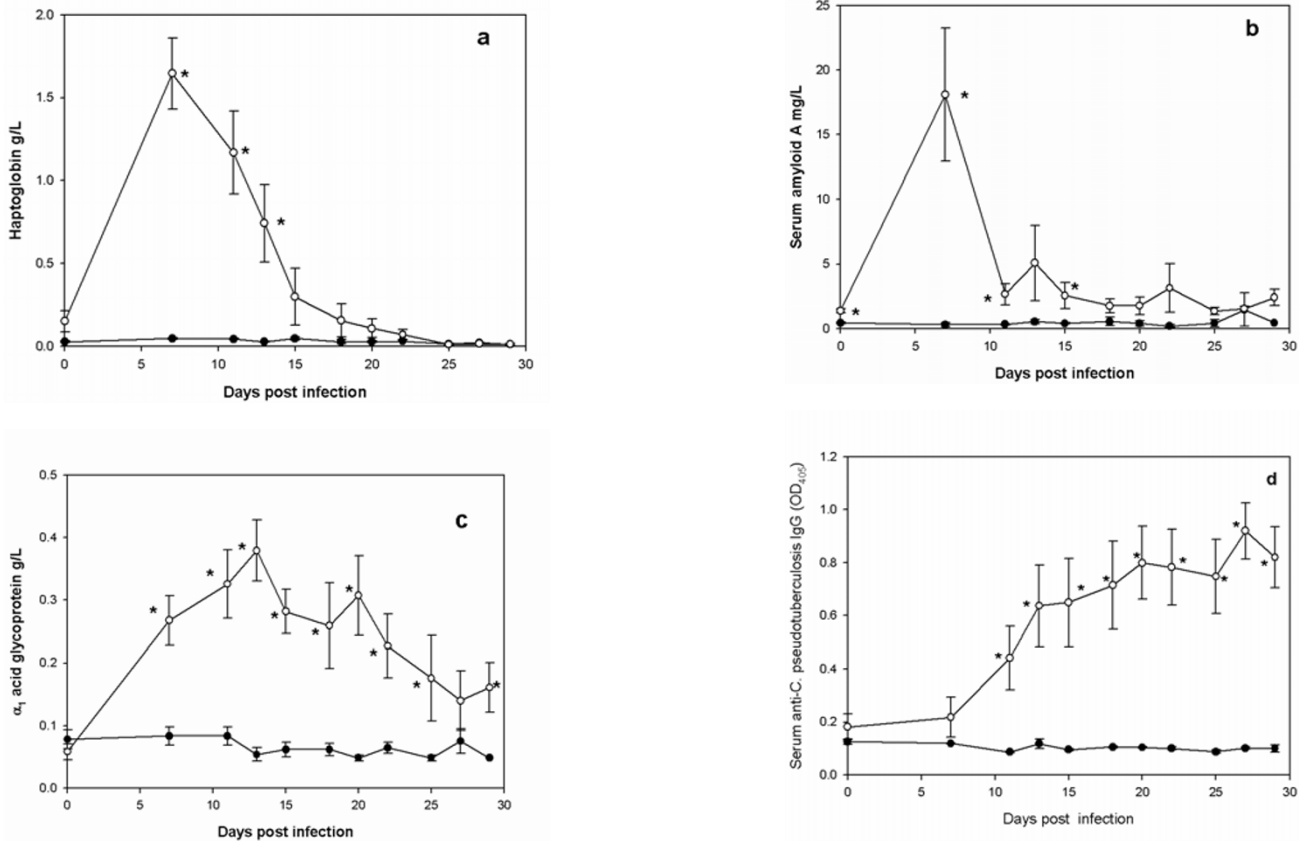 a
Haptoglobin g/L
2.0
1.5
1.0
0.5
0.0
* * *
0 5 10 15 20 25 30
Days post infection
b
Serum amyloid A mg/L
25
20
15
10
5
0
* * * *
0 5 10 15 20 25 30
Days post infection
c
α1 acid glycoprotein g/L
0.5
0.4
0.3
0.2
0.1
0.0
* * * * * * * * *
0 5 10 15 20 25 30
Days post infection
d
Serum anti-C. pseudotuberculosis IgG (OD405)
1.2
1.0
0.8
0.6
0.4
0.2
0.0
* * * * * * * * *
0 5 10 15 20 25 30
Days post infection